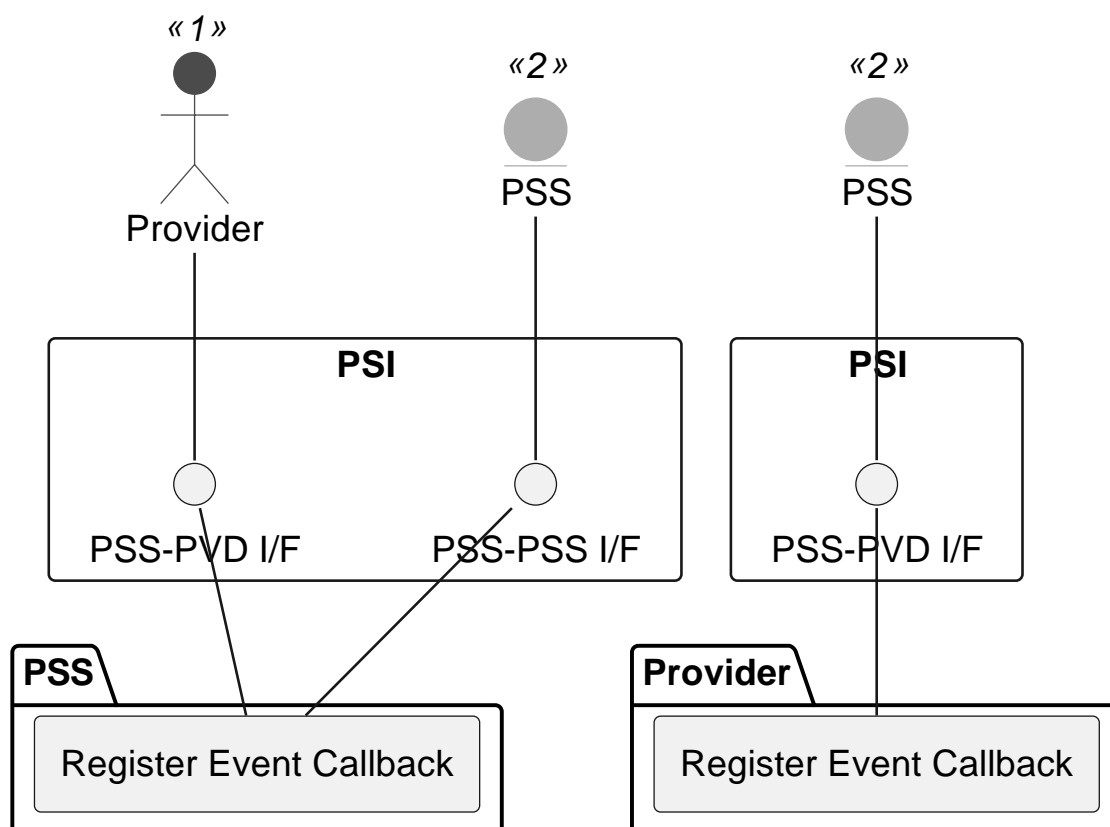 «1»
«2»
«2»
PSS
PSS
Provider
PSI
PSI
PSS-PVD I/F
PSS-PSS I/F
PSS-PVD I/F
PSS
Provider
Register Event Callback
Register Event Callback